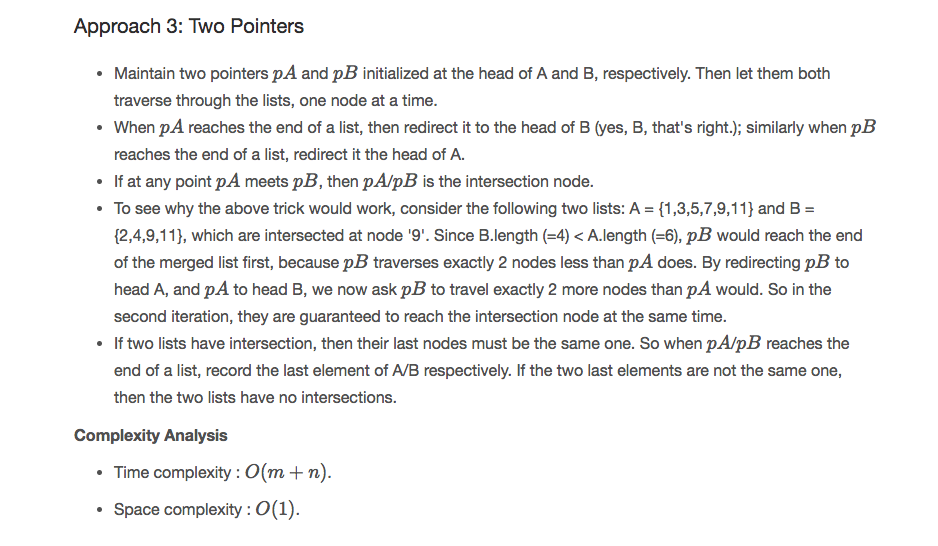 Approach 3: Two Pointers
• Maintain two pointers pA and pB initialized at the head of A and B, respectively. Then let them both
traverse through the lists, one node at a time.
• When pA reaches the end of a list, then redirect it to the head of B (yes, B, that's right.); similarly when pB
reaches the end of a list, redirect it the head of A.
• If at any point pA meets pB, then pA/pB is the intersection node.
• To see why the above trick would work, consider the following two lists: A = {1,3,5,7,9,11} and B =
{2,4,9,11}, which are intersected at node '9'. Since B.length (=4) < A.length (=6), pB would reach the end
of the merged list first, because pB traverses exactly 2 nodes less than pA does. By redirecting pB to
head A, and pA to head B, we now ask pB to travel exactly 2 more nodes than pA would. So in the
second iteration, they are guaranteed to reach the intersection node at the same time.
• If two lists have intersection, then their last nodes must be the same one. So when pA/pB reaches the
end of a list, record the last element of A/B respectively. If the two last elements are not the same one,
then the two lists have no intersections.
Complexity Analysis
• Time complexity : O(m + n).
• Space complexity : O(1).